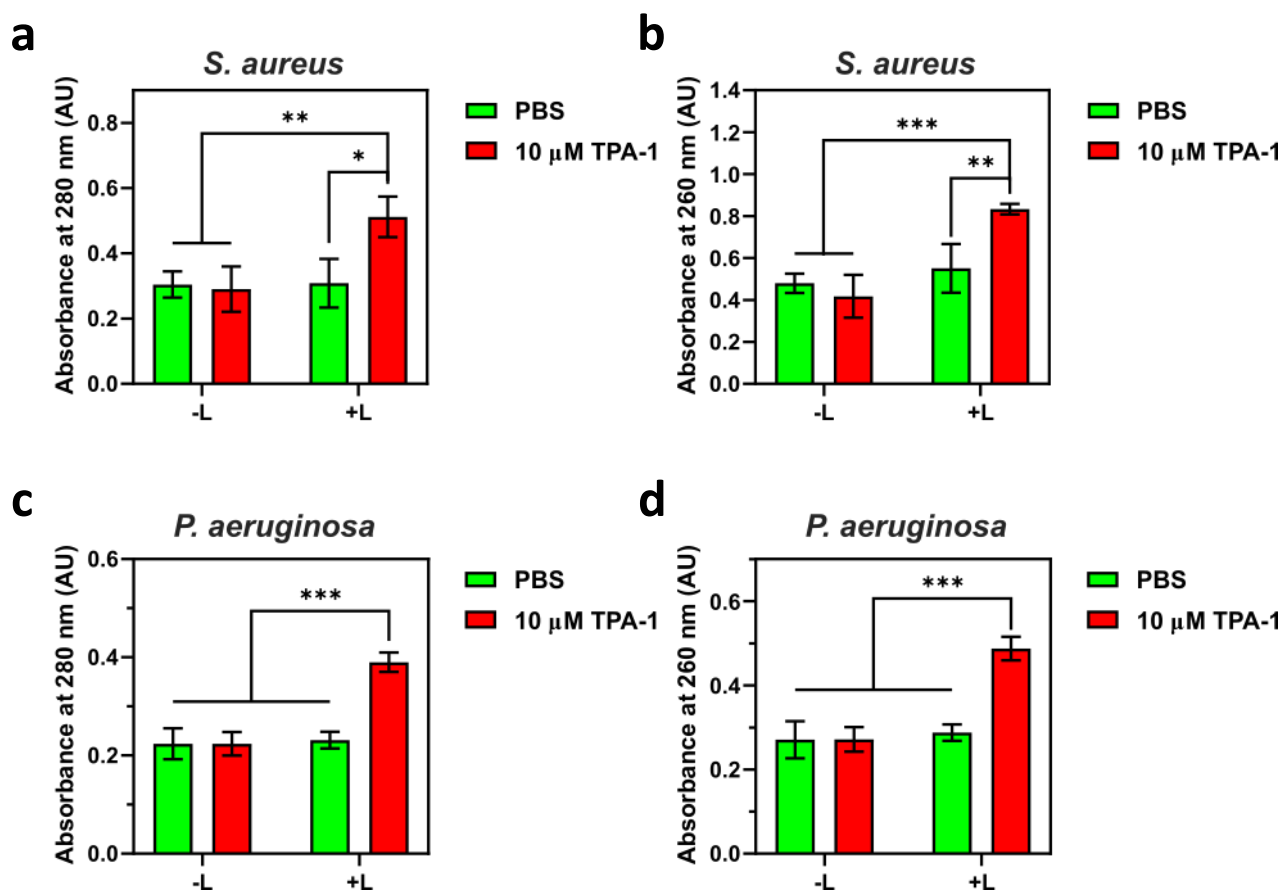 a
S. aureus
Absorbance at 280 nm (AU)
0.8
0.6
0.4
0.2
0.0
**
*
-L
+L
PBS
10 μM TPA-1
b
S. aureus
Absorbance at 260 nm (AU)
1.4
1.2
1.0
0.8
0.6
0.4
0.2
0.0
***
**
-L
+L
PBS
10 μM TPA-1
c
P. aeruginosa
Absorbance at 280 nm (AU)
0.6
0.4
0.2
0.0
***
-L
+L
PBS
10 μM TPA-1
d
P. aeruginosa
Absorbance at 260 nm (AU)
0.6
0.4
0.2
0.0
***
-L
+L
PBS
10 μM TPA-1